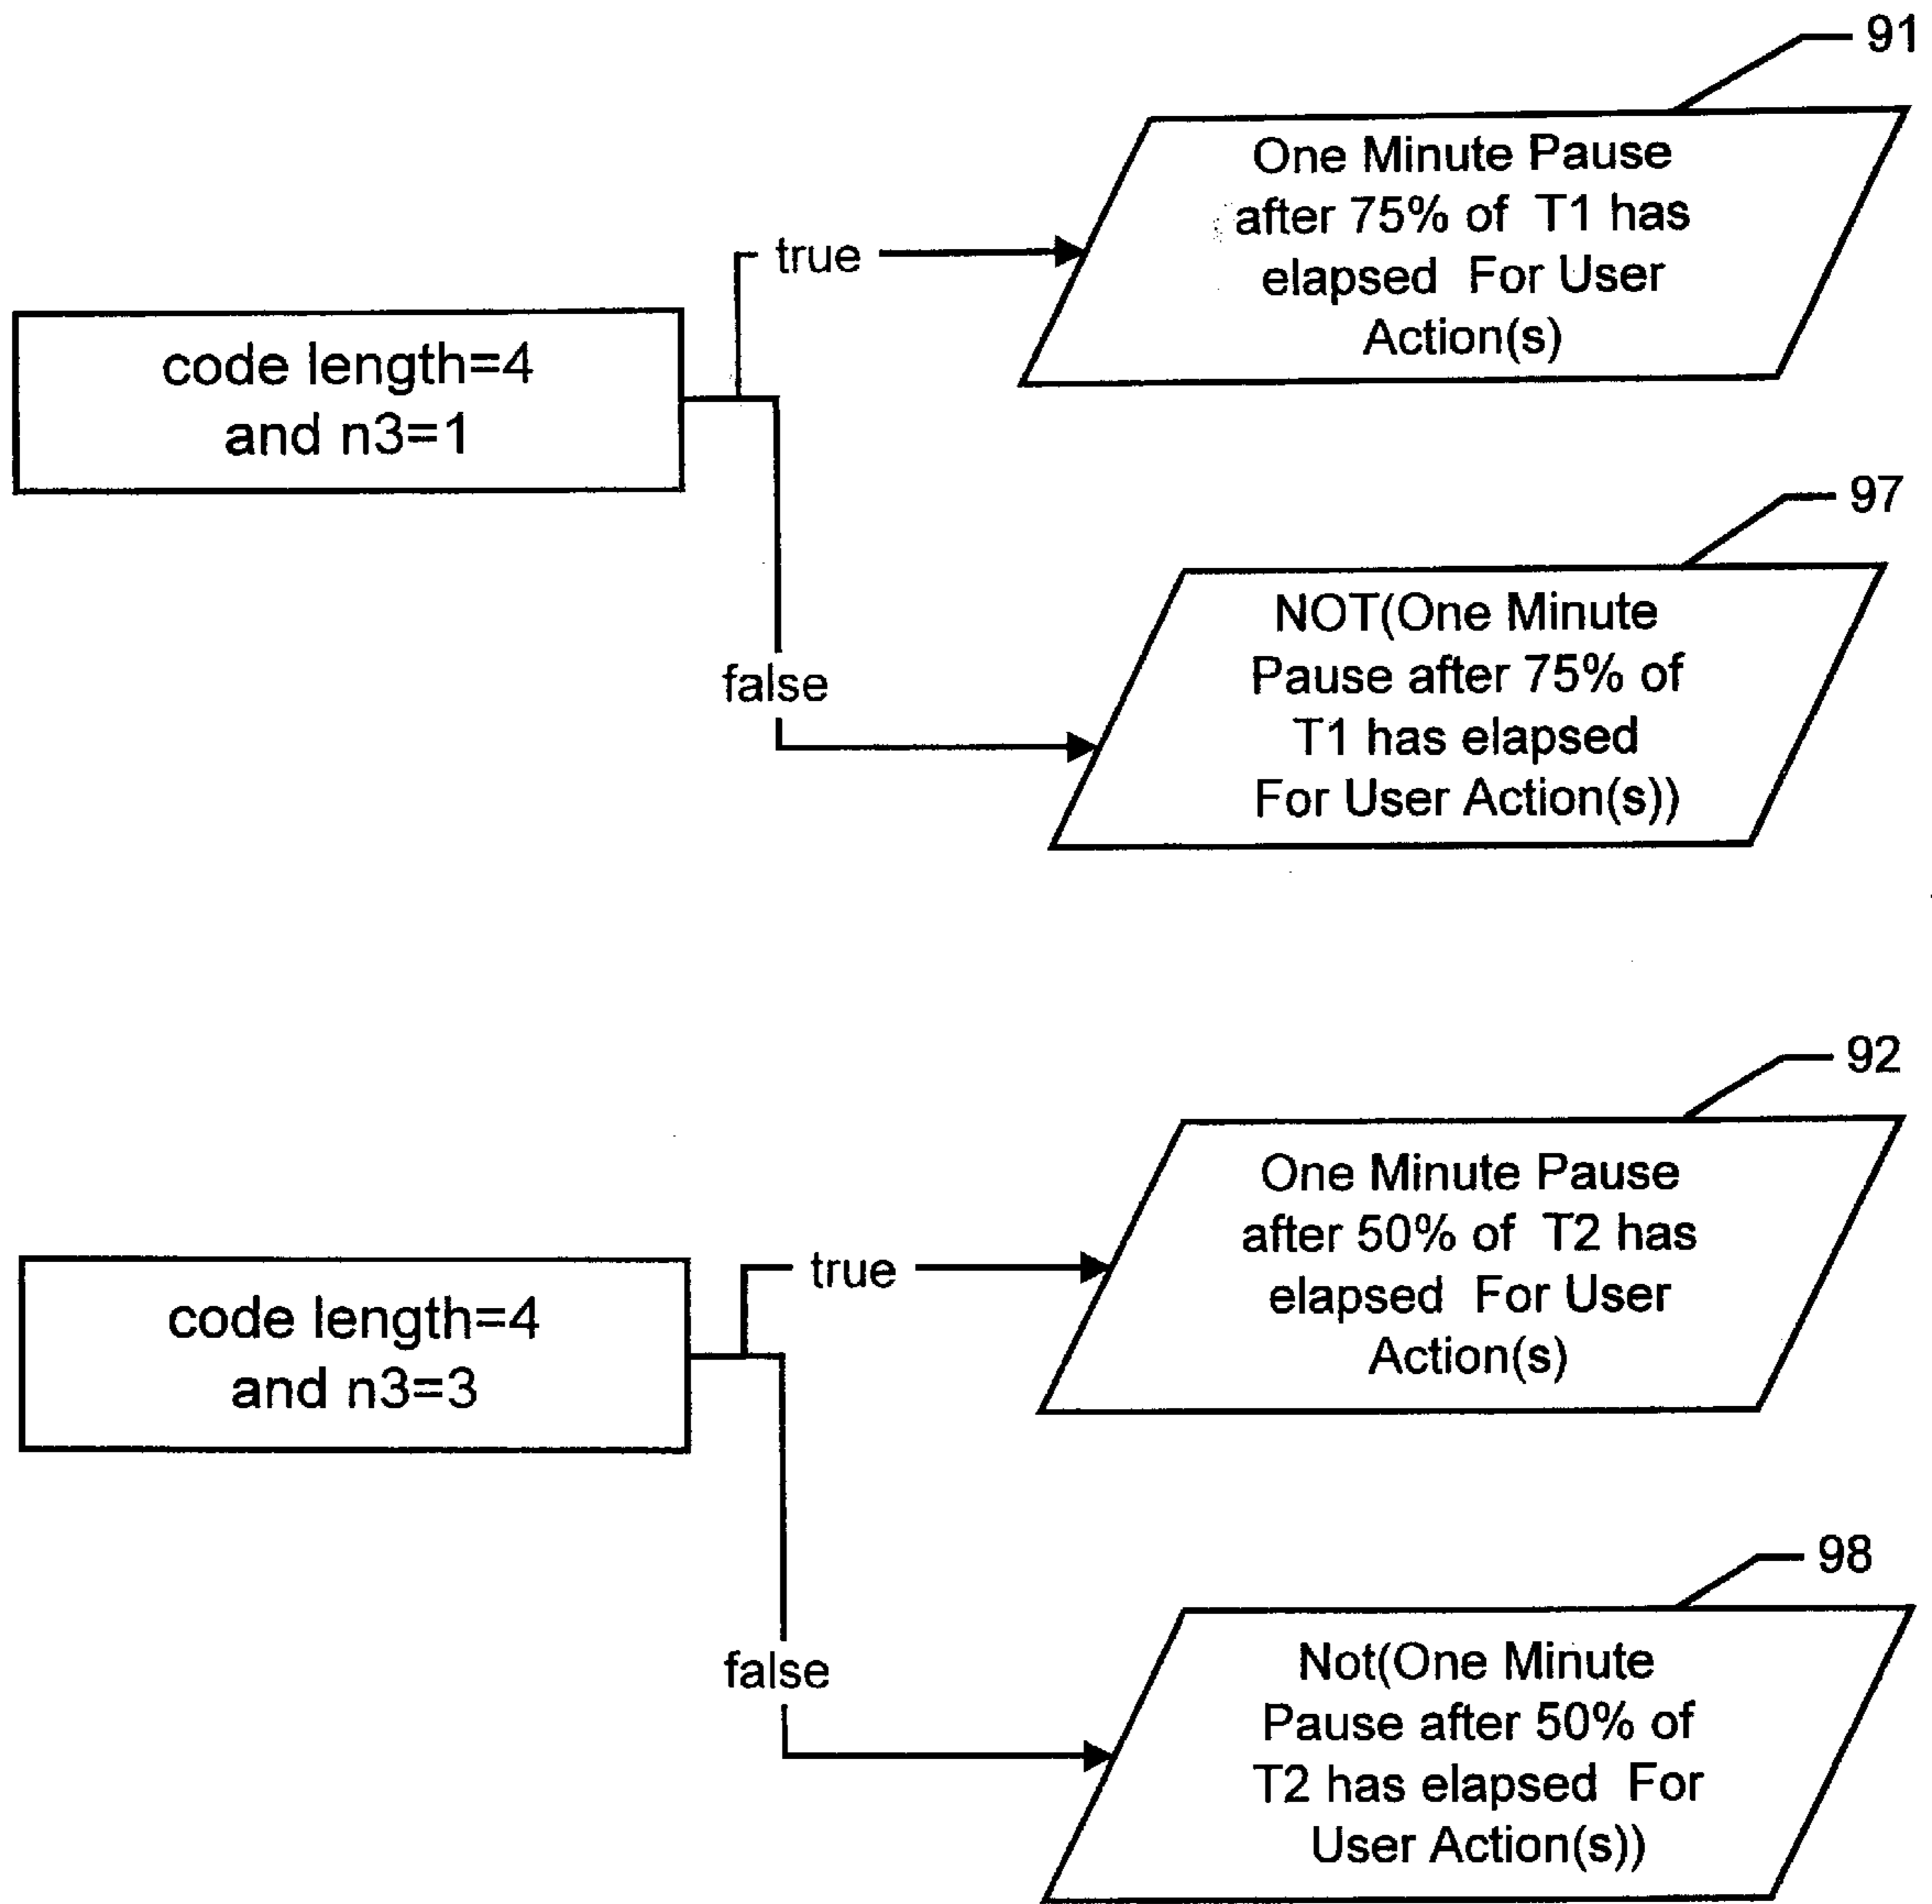 91
One Minute Pause
after 75% of T1 has
elapsed For User
Action(s)
true
code length=4
and n3=1
97
NOT(One Minute
Pause after 75% of
T1 has elapsed
For User Action(s))
false
92
One Minute Pause
after 50% of T2 has
elapsed For User
Action(s)
true
code length=4
and n3=3
98
Not(One Minute
Pause after 50% of
T2 has elapsed For
User Action(s))
false